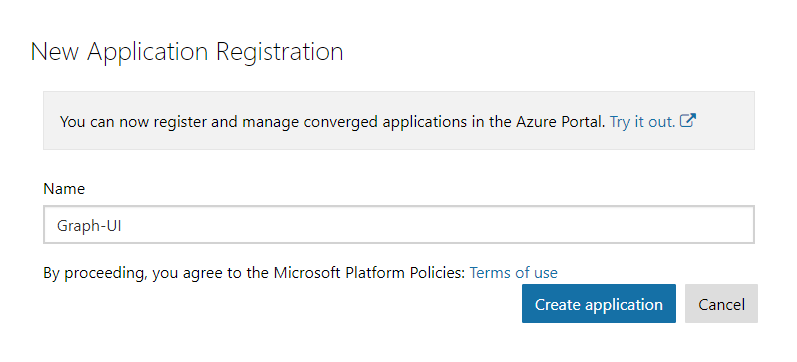 New Application Registration
You can now register and manage converged applications in the Azure Portal. Try it out.
Name
Graph-UI
By proceeding, you agree to the Microsoft Platform Policies: Terms of use
Create application Cancel